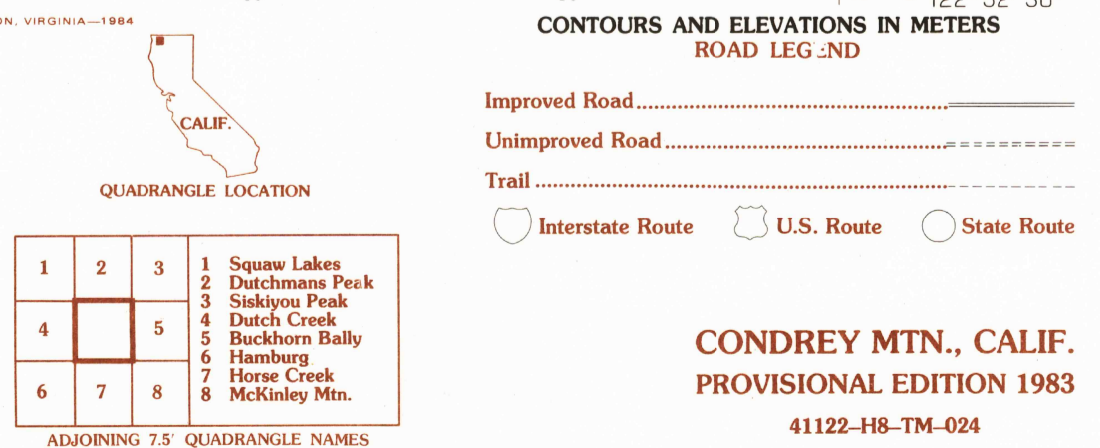 ON, VIRGINIA—1984
CALIF.
QUADRANGLE LOCATION
1 2 3
4 5
6 7 8
1 Squaw Lakes
2 Dutchmans Peak
3 Siskiyou Peak
4 Dutch Creek
5 Buckhorn Bally
6 Hamburg
7 Horse Creek
8 McKinley Mtn.
ADJOINING 7.5′ QUADRANGLE NAMES
CONTOURS AND ELEVATIONS IN METERS
ROAD LEGEND
Improved Road
Unimproved Road
Trail
Interstate Route U.S. Route State Route
CONDREY MTN., CALIF.
PROVISIONAL EDITION 1983
41122–H8–TM–024